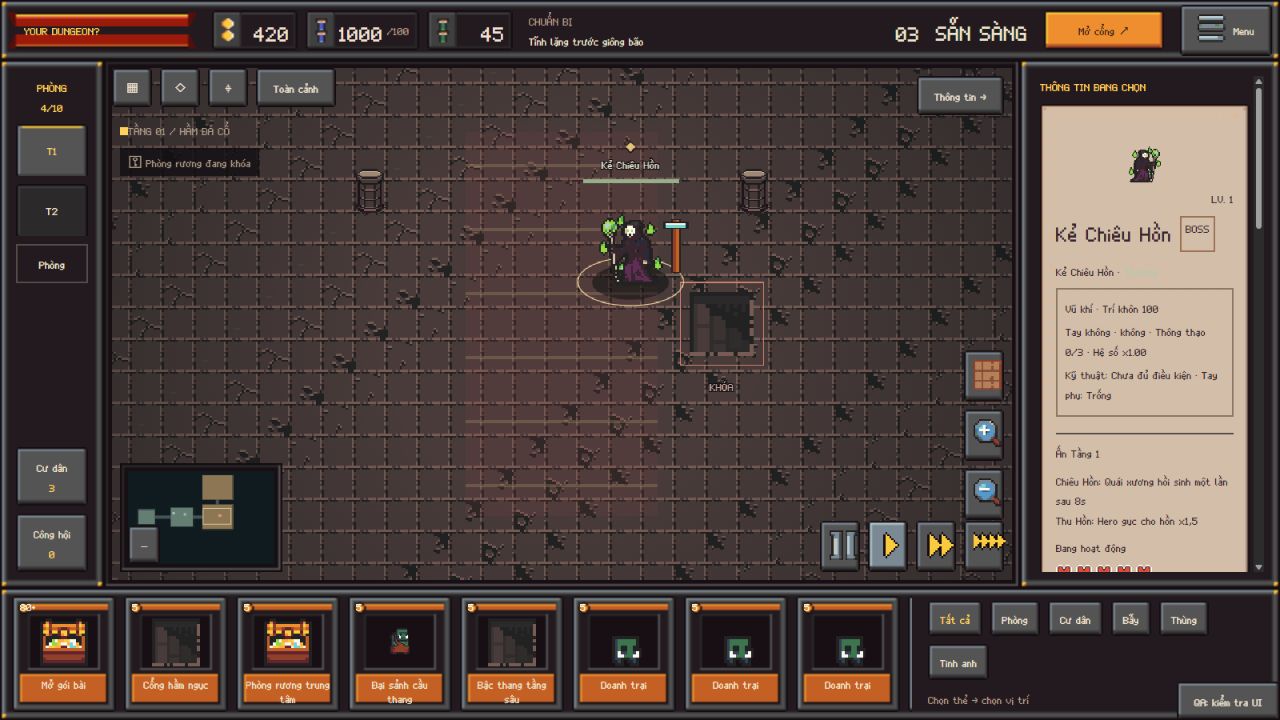 YOUR DUNGEON?
420
1000 /100
45
CHUẨN BỊ
Tĩnh lặng trước giông bão
03 SẴN SÀNG
Mở cổng ↗
Menu
PHÒNG
4/10
T1
T2
Phòng
Cư dân
3
Công hội
0
Toàn cảnh
Thông tin →
TẦNG 01 / HẦM ĐÁ CỔ
Phòng rương đang khóa
Kẻ Chiêu Hồn
KHÓA
THÔNG TIN ĐANG CHỌN
LV. 1
Kẻ Chiêu Hồn
BOSS
Kẻ Chiêu Hồn ·
Vũ khí · Trí khôn 100
Tay không · không · Thông thạo
0/3 · Hệ số x1.00
Kỹ thuật: Chưa đủ điều kiện · Tay
phụ: Trống
Ấn Tầng 1
Chiêu Hồn: Quái xương hồi sinh một lần
sau 8s
Thu Hồn: Hero gục cho hồn x1,5
Đang hoạt động
80+
Mở gói bài
5
Cổng hầm ngục
5
Phòng rương trung
tâm
5
Đại sảnh cầu
thang
5
Bậc thang tầng
sâu
5
Doanh trại
5
Doanh trại
5
Doanh trại
Tất cả
Phòng
Cư dân
Bẫy
Thùng
Tinh anh
Chọn thẻ → chọn vị trí
QA: kiểm tra UI